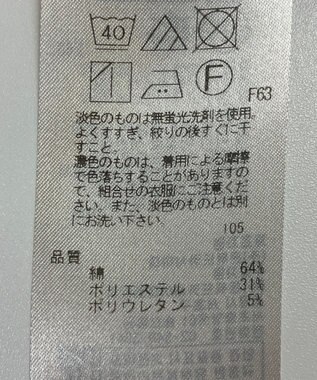 40
F
F63
淡色のものは無蛍光洗剤を使用。
よくすすぎ、絞りの後すぐに干
すこと。
濃色のものは、着用による摩擦
で色落ちすることがありますの
で、組合せの衣服にご注意くだ
さい。また、淡色のものとは別
にお洗い下さい。
105
品質
綿 64%
ポリエステル 31%
ポリウレタン 5%